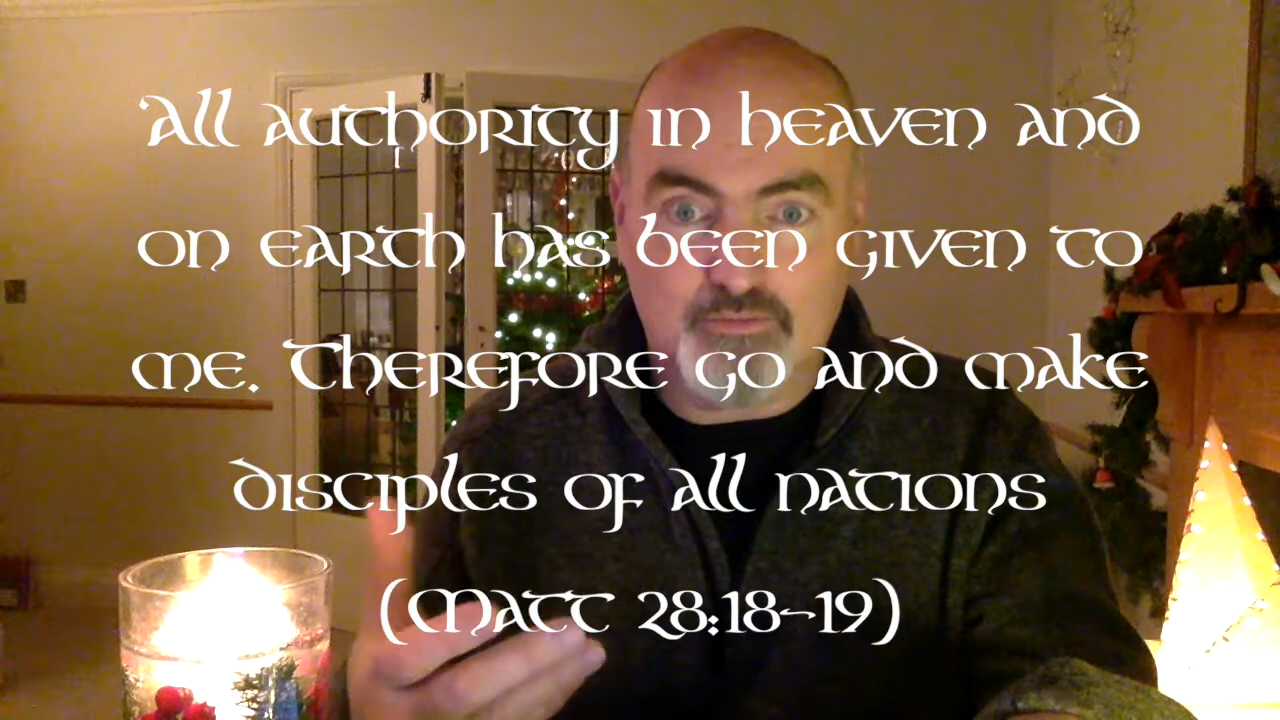 'All authority in heaven and
on earth has been given to
me. Therefore go and make
disciples of all nations
(Matt 28:18-19)